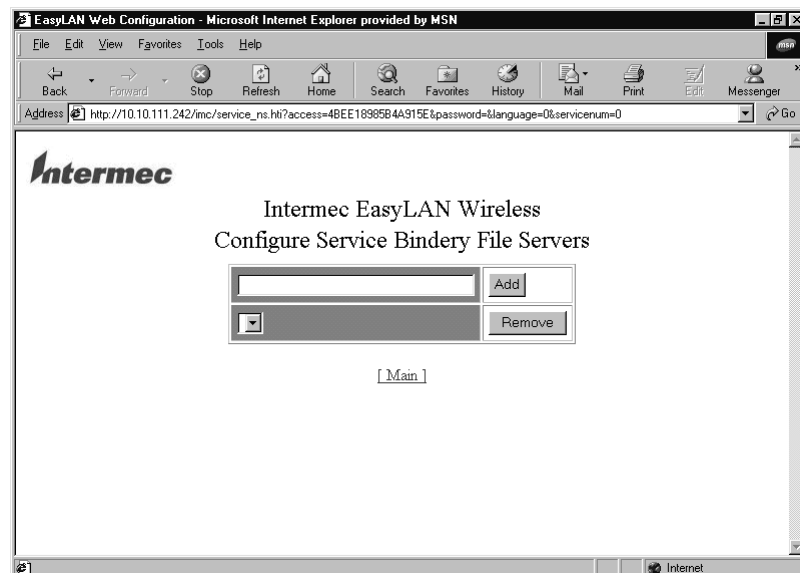 EasyLAN Web Configuration - Microsoft Internet Explorer provided by MSN
File Edit View Favorites Tools Help
msn
Back Forward Stop Refresh Home Search Favorites History Mail Print Edit Messenger »
Address http://10.10.111.242/imc/service_ns.hti?access=4BEE18985B4A915E&password=&language=0&servicenum=0 Go
Intermec
Intermec EasyLAN Wireless
Configure Service Bindery File Servers
Add
Remove
[ Main ]
Internet